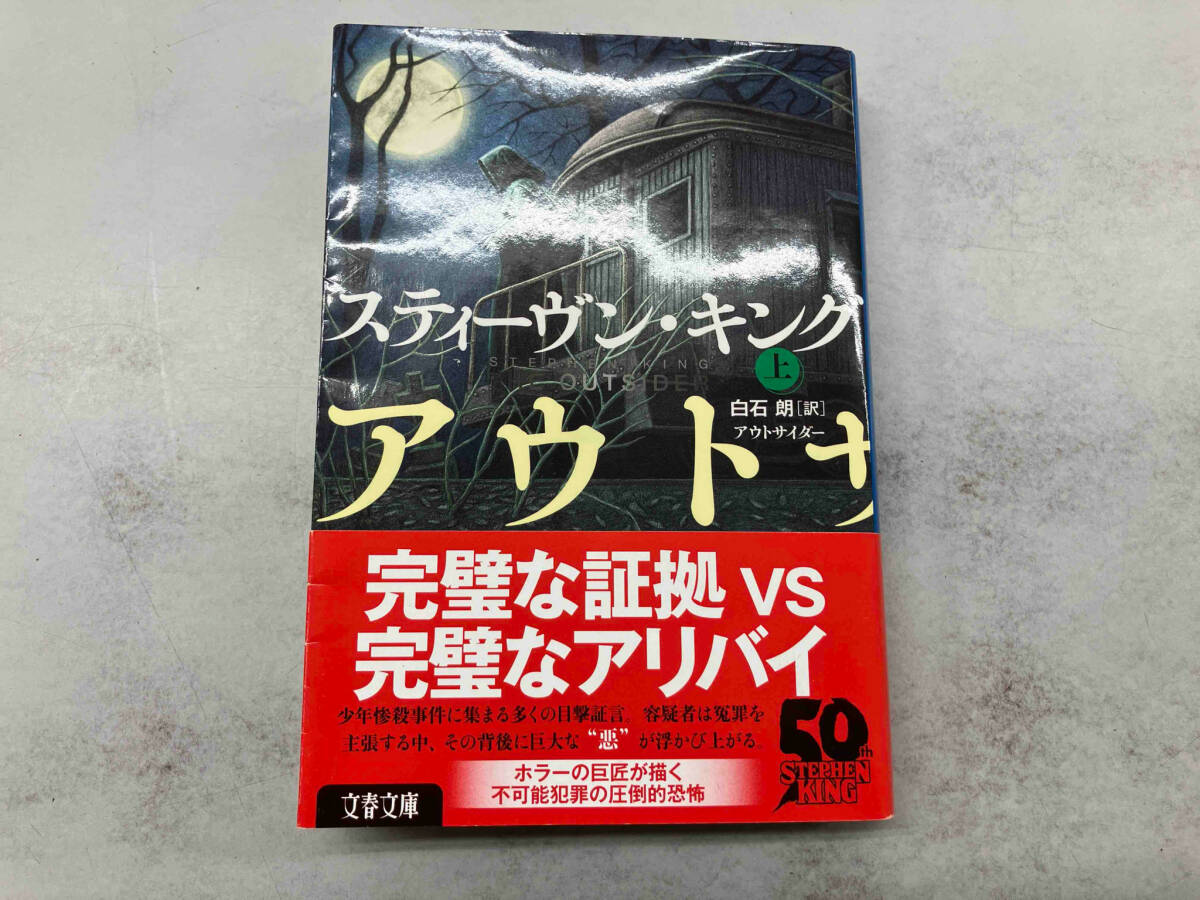 スティーヴン・キング
STEPHEN KING
OUTSIDER
上
白石 朗[訳]
アウトサイダー
アウトサ
完璧な証拠 VS
完璧なアリバイ
少年惨殺事件に集まる多くの目撃証言。容疑者は冤罪を
主張する中、その背後に巨大な“悪”が浮かび上がる。
ホラーの巨匠が描く
不可能犯罪の圧倒的恐怖
文春文庫
50th
STEPHEN
KING